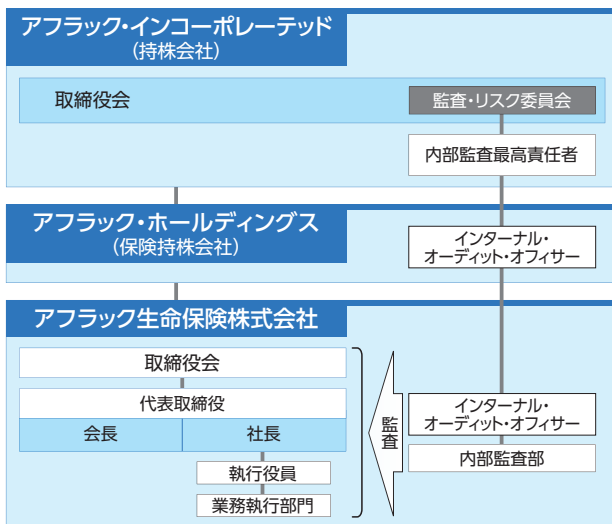 アフラック・インコーポレーテッド
（持株会社）
取締役会
監査・リスク委員会
内部監査最高責任者
アフラック・ホールディングス
（保険持株会社）
インターナル・
オーディット・オフィサー
アフラック生命保険株式会社
取締役会
代表取締役
会長
社長
執行役員
業務執行部門
監査
インターナル・
オーディット・オフィサー
内部監査部